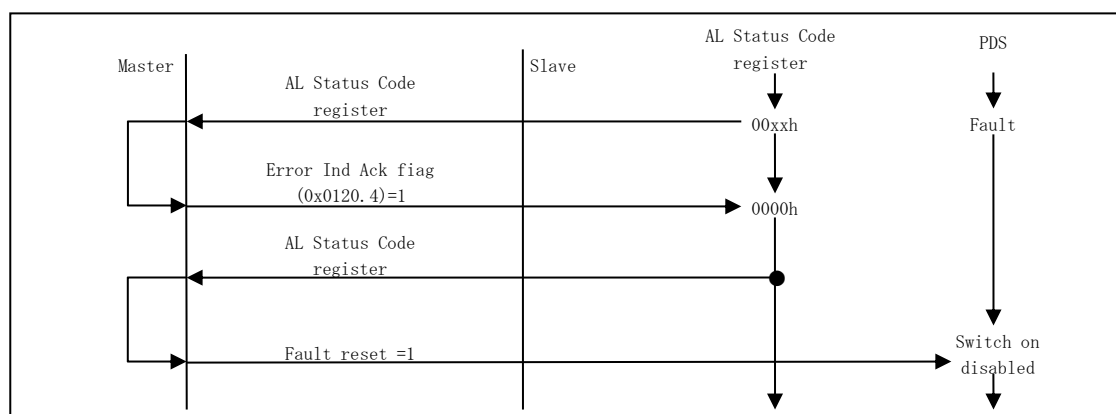 AL Status Code
register
PDS
Master
Slave
AL Status Code
register
00xxh
Fault
Error Ind Ack fiag
(0x0120.4)=1
0000h
AL Status Code
register
Fault reset =1
Switch on
disabled